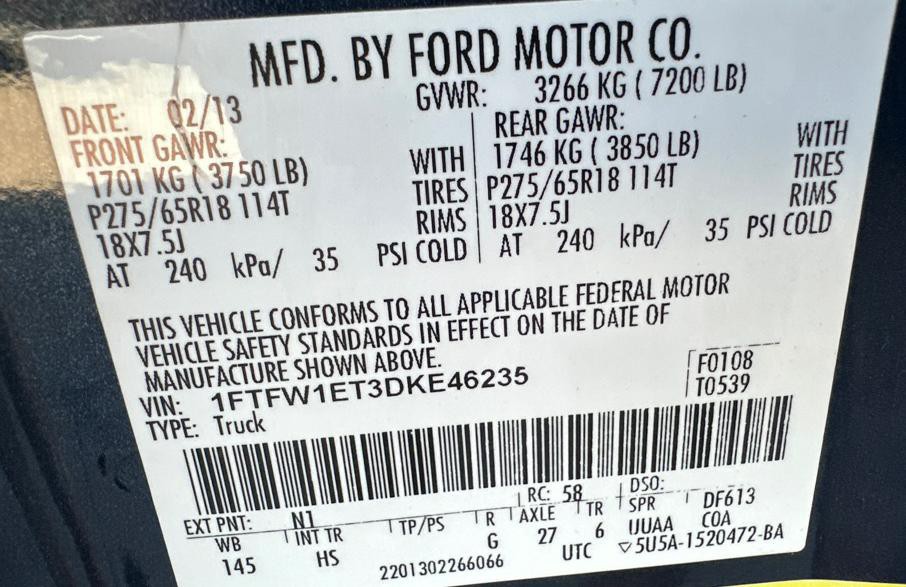 MFD. BY FORD MOTOR CO.
DATE: 02/13 GVWR: 3266 KG ( 7200 LB)
FRONT GAWR: REAR GAWR:
1701 KG ( 3750 LB) WITH 1746 KG ( 3850 LB) WITH
P275/65R18 114T TIRES P275/65R18 114T TIRES
18X7.5J RIMS 18X7.5J RIMS
AT 240 kPa/ 35 PSI COLD AT 240 kPa/ 35 PSI COLD
THIS VEHICLE CONFORMS TO ALL APPLICABLE FEDERAL MOTOR
VEHICLE SAFETY STANDARDS IN EFFECT ON THE DATE OF
MANUFACTURE SHOWN ABOVE.
VIN: 1FTFW1ET3DKE46235 F0108
TYPE: Truck T0539
EXT PNT: N1 RC: 58 DSO:
WB INT TR TP/PS R AXLE TR SPR DF613
145 HS G 27 6 UUAA COA
2201302266066 UTC ▽5U5A-1520472-BA